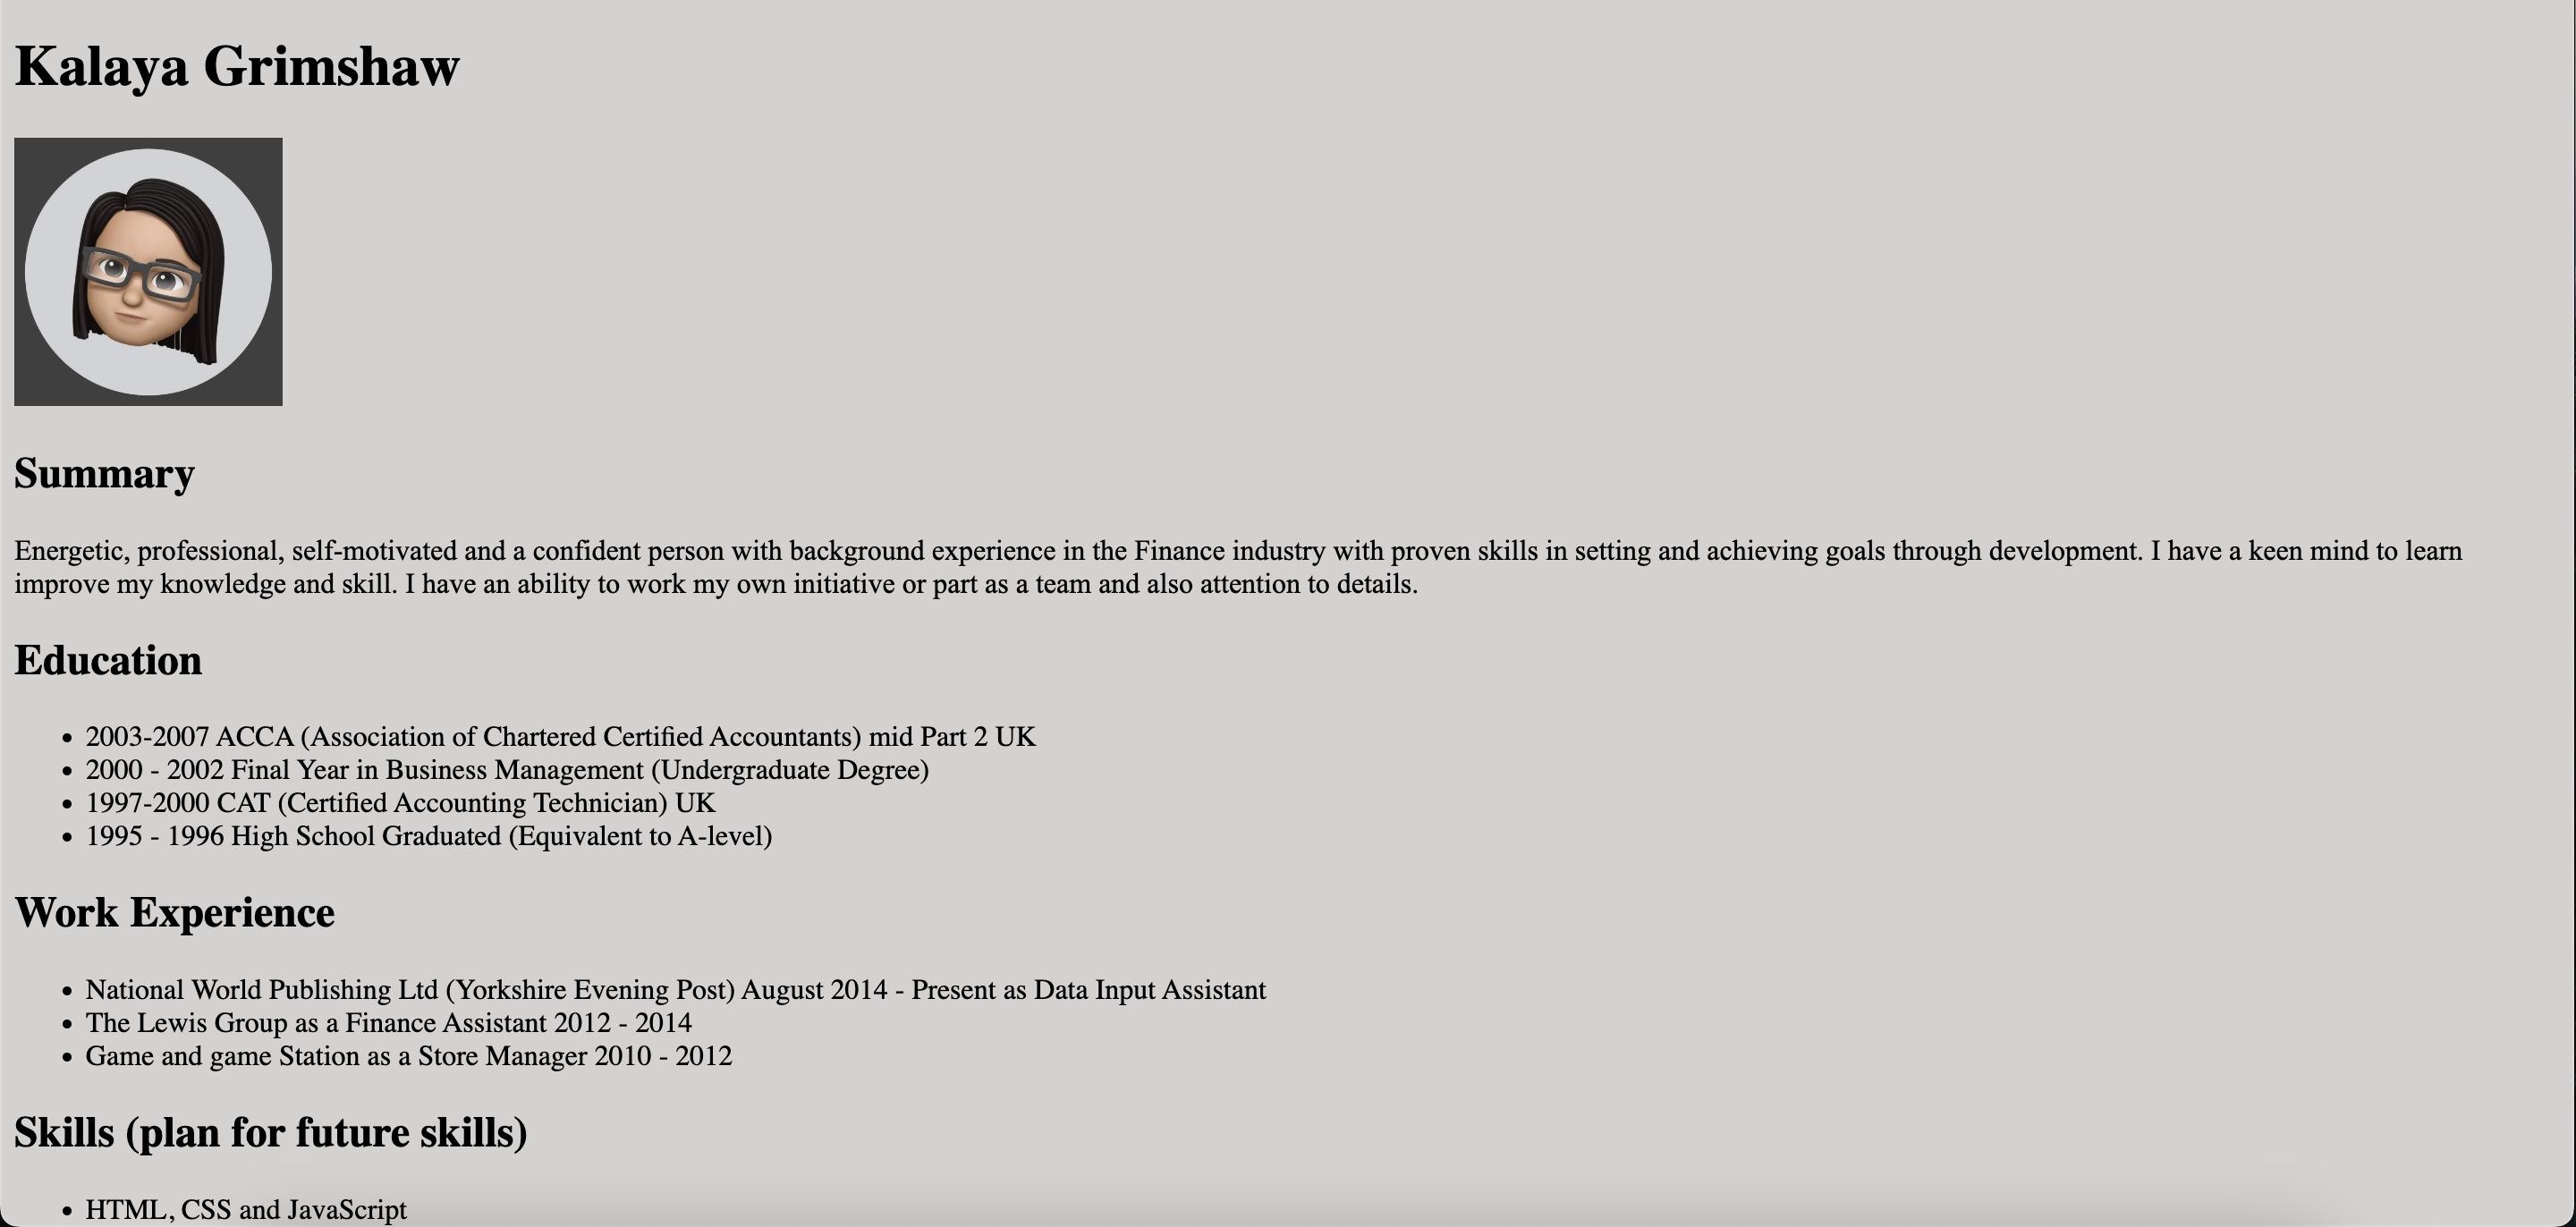 Kalaya Grimshaw
Summary
Energetic, professional, self-motivated and a confident person with background experience in the Finance industry with proven skills in setting and achieving goals through development. I have a keen mind to learn
improve my knowledge and skill. I have an ability to work my own initiative or part as a team and also attention to details.
Education
• 2003-2007 ACCA (Association of Chartered Certified Accountants) mid Part 2 UK
• 2000 - 2002 Final Year in Business Management (Undergraduate Degree)
• 1997-2000 CAT (Certified Accounting Technician) UK
• 1995 - 1996 High School Graduated (Equivalent to A-level)
Work Experience
• National World Publishing Ltd (Yorkshire Evening Post) August 2014 - Present as Data Input Assistant
• The Lewis Group as a Finance Assistant 2012 - 2014
• Game and game Station as a Store Manager 2010 - 2012
Skills (plan for future skills)
• HTML, CSS and JavaScript